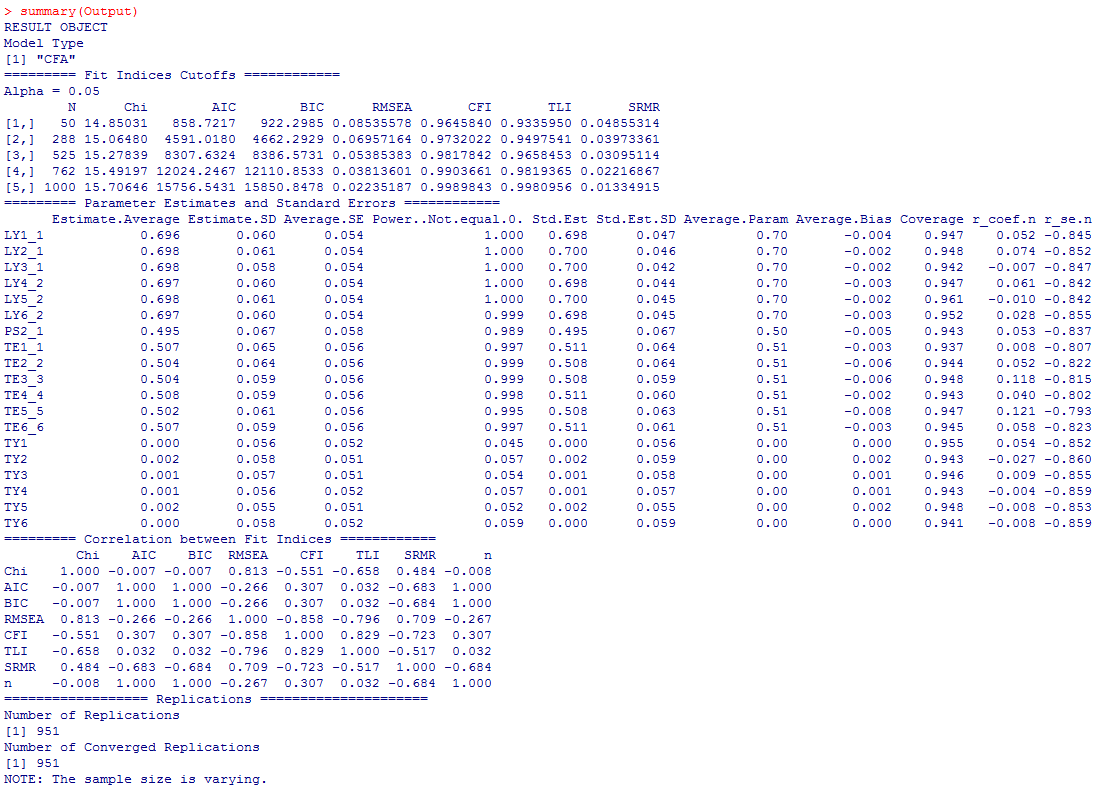 > summary(Output)
RESULT OBJECT
Model Type
[1] "CFA"
========= Fit Indices Cutoffs ============
Alpha = 0.05
        N      Chi        AIC        BIC      RMSEA       CFI       TLI       SRMR
[1,]   50 14.85031   858.7217   922.2985 0.08535578 0.9645840 0.9335950 0.04855314
[2,]  288 15.06480  4591.0180  4662.2929 0.06957164 0.9732022 0.9497541 0.03973361
[3,]  525 15.27839  8307.6324  8386.5731 0.05385383 0.9817842 0.9658453 0.03095114
[4,]  762 15.49197 12024.2467 12110.8533 0.03813601 0.9903661 0.9819365 0.02216867
[5,] 1000 15.70646 15756.5431 15850.8478 0.02235187 0.9989843 0.9980956 0.01334915
========= Parameter Estimates and Standard Errors ============
      Estimate.Average Estimate.SD Average.SE Power..Not.equal.0. Std.Est Std.Est.SD Average.Param Average.Bias Coverage r_coef.n r_se.n
LY1_1            0.696       0.060      0.054               1.000   0.698      0.047          0.70       -0.004    0.947    0.052 -0.845
LY2_1            0.698       0.061      0.054               1.000   0.700      0.046          0.70       -0.002    0.948    0.074 -0.852
LY3_1            0.698       0.058      0.054               1.000   0.700      0.042          0.70       -0.002    0.942   -0.007 -0.847
LY4_2            0.697       0.060      0.054               1.000   0.698      0.044          0.70       -0.003    0.947    0.061 -0.842
LY5_2            0.698       0.061      0.054               1.000   0.700      0.045          0.70       -0.002    0.961   -0.010 -0.842
LY6_2            0.697       0.060      0.054               0.999   0.698      0.045          0.70       -0.003    0.952    0.028 -0.855
PS2_1            0.495       0.067      0.058               0.989   0.495      0.067          0.50       -0.005    0.943    0.053 -0.837
TE1_1            0.507       0.065      0.056               0.997   0.511      0.064          0.51       -0.003    0.937    0.008 -0.807
TE2_2            0.504       0.064      0.056               0.999   0.508      0.064          0.51       -0.006    0.944    0.052 -0.822
TE3_3            0.504       0.059      0.056               0.999   0.508      0.059          0.51       -0.006    0.948    0.118 -0.815
TE4_4            0.508       0.059      0.056               0.998   0.511      0.060          0.51       -0.002    0.943    0.040 -0.802
TE5_5            0.502       0.061      0.056               0.995   0.508      0.063          0.51       -0.008    0.947    0.121 -0.793
TE6_6            0.507       0.059      0.056               0.997   0.511      0.061          0.51       -0.003    0.945    0.058 -0.823
TY1              0.000       0.056      0.052               0.045   0.000      0.056          0.00        0.000    0.955    0.054 -0.852
TY2              0.002       0.058      0.051               0.057   0.002      0.059          0.00        0.002    0.943   -0.027 -0.860
TY3              0.001       0.057      0.051               0.054   0.001      0.058          0.00        0.001    0.946    0.009 -0.855
TY4              0.001       0.056      0.052               0.057   0.001      0.057          0.00        0.001    0.943   -0.004 -0.859
TY5              0.002       0.055      0.051               0.052   0.002      0.055          0.00        0.002    0.948   -0.008 -0.853
TY6              0.000       0.058      0.052               0.059   0.000      0.059          0.00        0.000    0.941   -0.008 -0.859
========= Correlation between Fit Indices ============
         Chi    AIC    BIC  RMSEA    CFI    TLI   SRMR      n
Chi    1.000 -0.007 -0.007  0.813 -0.551 -0.658  0.484 -0.008
AIC   -0.007  1.000  1.000 -0.266  0.307  0.032 -0.683  1.000
BIC   -0.007  1.000  1.000 -0.266  0.307  0.032 -0.684  1.000
RMSEA  0.813 -0.266 -0.266  1.000 -0.858 -0.796  0.709 -0.267
CFI   -0.551  0.307  0.307 -0.858  1.000  0.829 -0.723  0.307
TLI   -0.658  0.032  0.032 -0.796  0.829  1.000 -0.517  0.032
SRMR   0.484 -0.683 -0.684  0.709 -0.723 -0.517  1.000 -0.684
n     -0.008  1.000  1.000 -0.267  0.307  0.032 -0.684  1.000
================== Replications =====================
Number of Replications
[1] 951
Number of Converged Replications
[1] 951
NOTE: The sample size is varying.